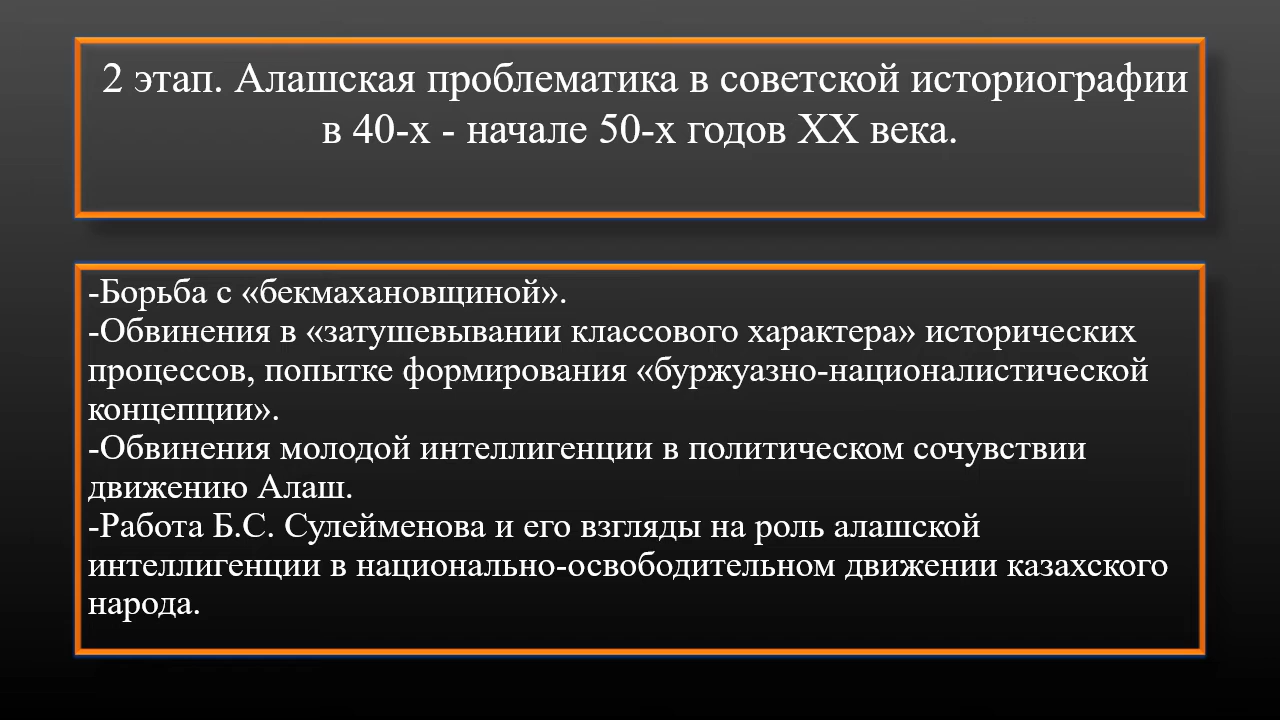 2 этап. Алашская проблематика в советской историографии
в 40-х - начале 50-х годов XX века.
-Борьба с «бекмахановщиной».
-Обвинения в «затушевывании классового характера» исторических
процессов, попытке формирования «буржуазно-националистической
концепции».
-Обвинения молодой интеллигенции в политическом сочувствии
движению Алаш.
-Работа Б.С. Сулейменова и его взгляды на роль алашской
интеллигенции в национально-освободительном движении казахского
народа.